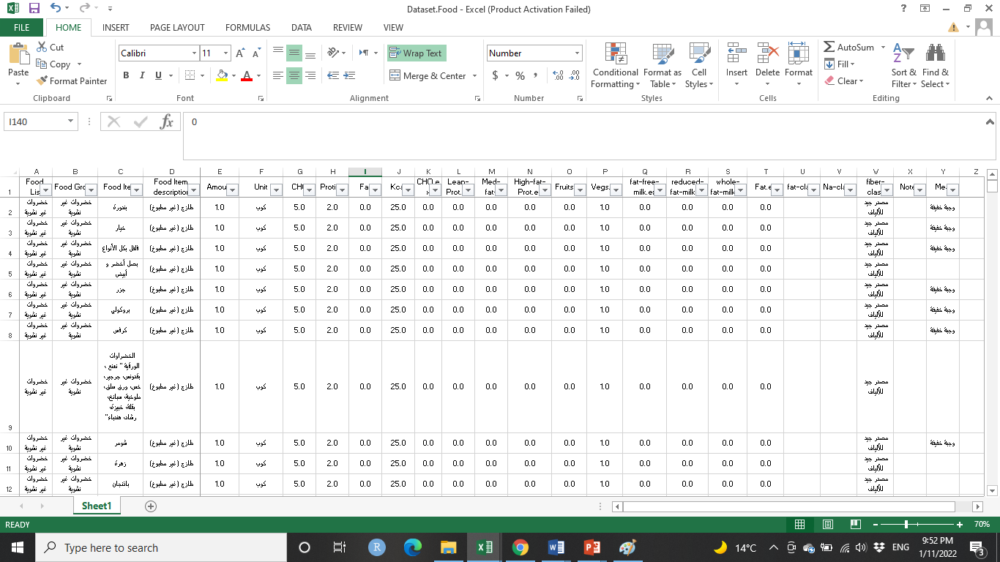 Dataset.Food - Excel (Product Activation Failed)
FILE HOME INSERT PAGE LAYOUT FORMULAS DATA REVIEW VIEW
Paste
Cut
Copy
Format Painter
Clipboard
Calibri 11
B I U
Font
Wrap Text
Merge & Center
Alignment
Number
$ %
Number
Conditional Formatting
Format as Table
Cell Styles
Styles
Insert Delete Format
Cells
AutoSum
Fill
Clear
Sort & Filter
Find & Select
Editing
I140 fx 0
A B C D E F G H I J K L M N O P Q R S T U V W X Y Z
1 Food Lis Food Gro Food Ite Food Item description Amou Unit CH Proti Fa Kca CHO.e x Lean-Prot. Med-fat- High-fat-Prot.e Fruits Vegs. fat-free-milk.ex reduced-fat-milk. whole-fat-milk Fat.e fat-cla Na-cla fiber-clas Note Me
2 خضروات غير نشوية خضروات غير نشوية بندورة طازج (غير مطبوخ) 1.0 كوب 5.0 2.0 0.0 25.0 0.0 0.0 0.0 0.0 0.0 1.0 0.0 0.0 0.0 0.0 مصدر جيد للألياف وجبة خفيفة
3 خضروات غير نشوية خضروات غير نشوية خيار طازج (غير مطبوخ) 1.0 كوب 5.0 2.0 0.0 25.0 0.0 0.0 0.0 0.0 0.0 1.0 0.0 0.0 0.0 0.0 مصدر جيد للألياف وجبة خفيفة
4 خضروات غير نشوية خضروات غير نشوية فلفل بكل الأنواع طازج (غير مطبوخ) 1.0 كوب 5.0 2.0 0.0 25.0 0.0 0.0 0.0 0.0 0.0 1.0 0.0 0.0 0.0 0.0 مصدر جيد للألياف وجبة خفيفة
5 خضروات غير نشوية خضروات غير نشوية بصل أخضر و أبيض طازج (غير مطبوخ) 1.0 كوب 5.0 2.0 0.0 25.0 0.0 0.0 0.0 0.0 0.0 1.0 0.0 0.0 0.0 0.0 مصدر جيد للألياف
6 خضروات غير نشوية خضروات غير نشوية جزر طازج (غير مطبوخ) 1.0 كوب 5.0 2.0 0.0 25.0 0.0 0.0 0.0 0.0 0.0 1.0 0.0 0.0 0.0 0.0 مصدر جيد للألياف وجبة خفيفة
7 خضروات غير نشوية خضروات غير نشوية بروكولي طازج (غير مطبوخ) 1.0 كوب 5.0 2.0 0.0 25.0 0.0 0.0 0.0 0.0 0.0 1.0 0.0 0.0 0.0 0.0 مصدر جيد للألياف وجبة خفيفة
8 خضروات غير نشوية خضروات غير نشوية كرفس طازج (غير مطبوخ) 1.0 كوب 5.0 2.0 0.0 25.0 0.0 0.0 0.0 0.0 0.0 1.0 0.0 0.0 0.0 0.0 مصدر جيد للألياف وجبة خفيفة
9 خضروات غير نشوية خضروات غير نشوية الخضراوات الورقية " نعنع ، بقدونس، جرجير، خس، ورق سلق، ملوخية، سبانخ، بقلة، خبيزة، رشاد، هندباء" طازج (غير مطبوخ) 1.0 كوب 5.0 2.0 0.0 25.0 0.0 0.0 0.0 0.0 0.0 1.0 0.0 0.0 0.0 0.0 مصدر جيد للألياف
10 خضروات غير نشوية خضروات غير نشوية شومر طازج (غير مطبوخ) 1.0 كوب 5.0 2.0 0.0 25.0 0.0 0.0 0.0 0.0 0.0 1.0 0.0 0.0 0.0 0.0 مصدر جيد للألياف وجبة خفيفة
11 خضروات غير نشوية خضروات غير نشوية زهرة طازج (غير مطبوخ) 1.0 كوب 5.0 2.0 0.0 25.0 0.0 0.0 0.0 0.0 0.0 1.0 0.0 0.0 0.0 0.0 مصدر جيد للألياف
12 خضروات غير نشوية خضروات غير نشوية باذنجان طازج (غير مطبوخ) 1.0 كوب 5.0 2.0 0.0 25.0 0.0 0.0 0.0 0.0 0.0 1.0 0.0 0.0 0.0 0.0 مصدر جيد للألياف
Sheet1
READY 70%
Type here to search
14°C
ENG
9:52 PM
1/11/2022
3